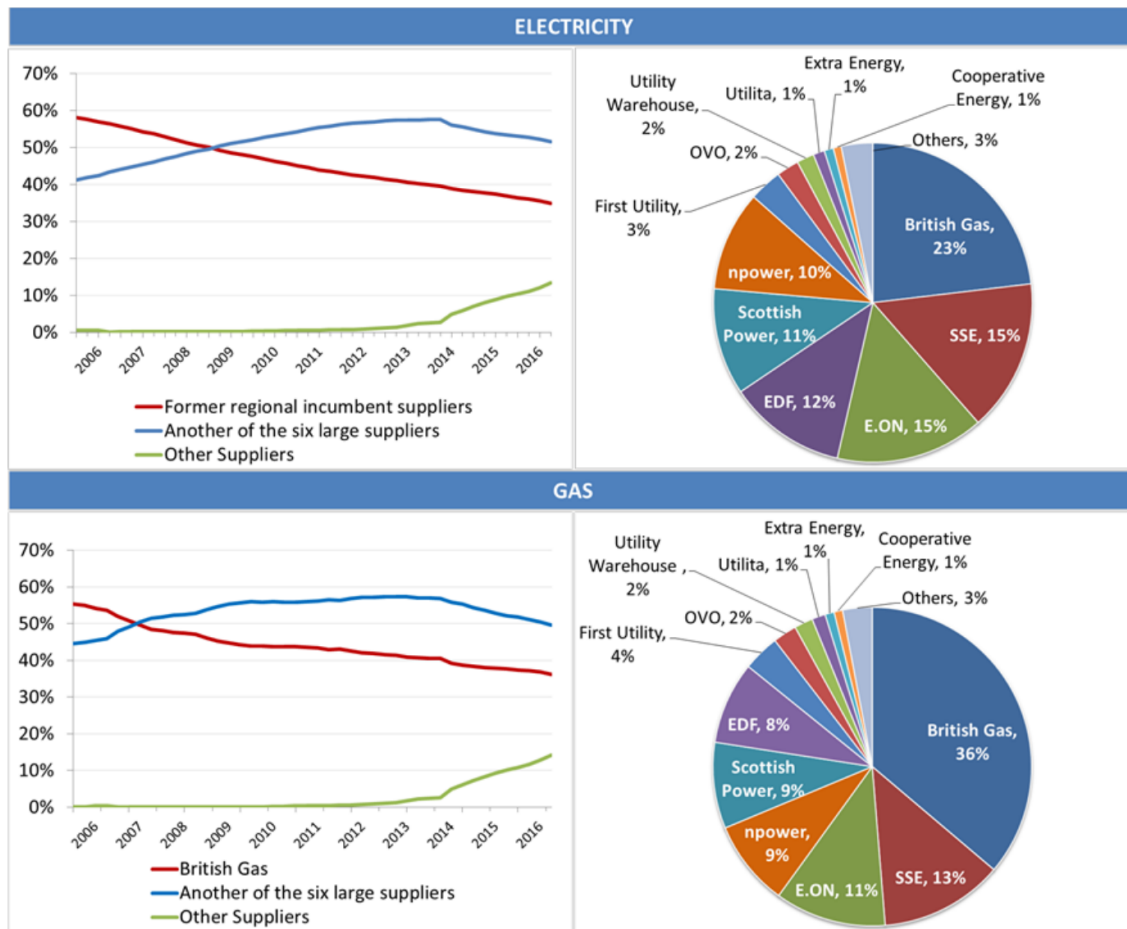 ELECTRICITY
70%
60%
50%
40%
30%
20%
10%
0%
2006
2007
2008
2009
2010
2011
2012
2013
2014
2015
2016
Former regional incumbent suppliers
Another of the six large suppliers
Other Suppliers
Extra Energy,
1%
Cooperative
Energy, 1%
Utility
Warehouse,
2%
Utilita, 1%
Others, 3%
OVO, 2%
First Utility,
3%
British Gas,
23%
npower, 10%
Scottish
Power, 11%
SSE, 15%
EDF, 12%
E.ON, 15%
GAS
70%
60%
50%
40%
30%
20%
10%
0%
2006
2007
2008
2009
2010
2011
2012
2013
2014
2015
2016
British Gas
Another of the six large suppliers
Other Suppliers
Extra Energy,
1%
Cooperative
Energy, 1%
Utility
Warehouse ,
2%
Utilita, 1%
Others, 3%
OVO, 2%
First Utility,
4%
EDF, 8%
British Gas,
36%
Scottish
Power, 9%
npower,
9%
E.ON, 11%
SSE, 13%